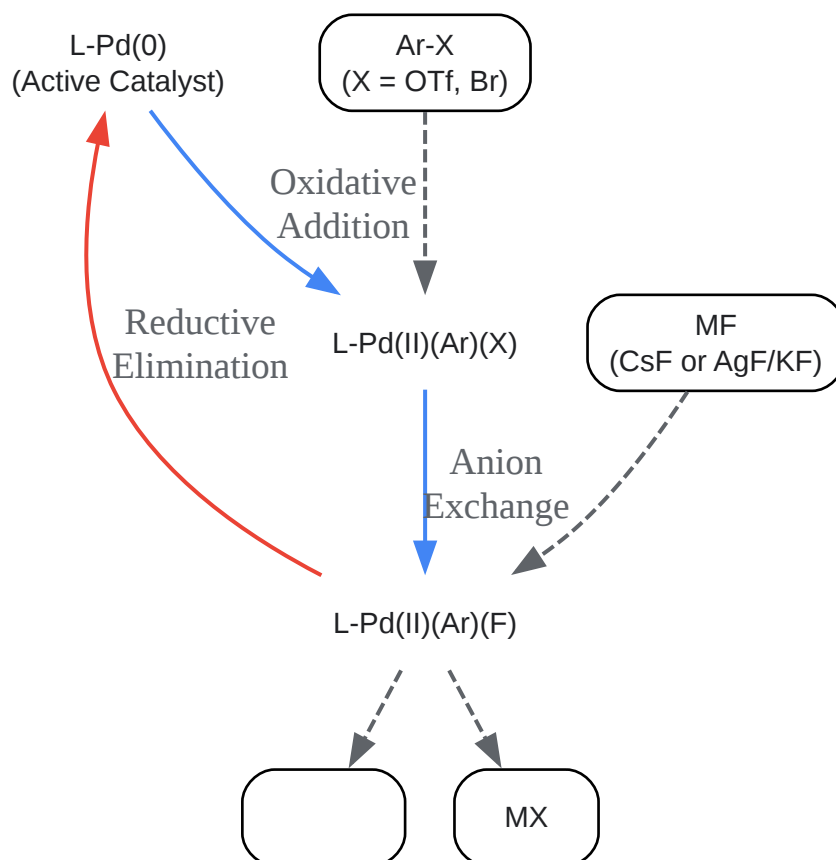 L-Pd(0)
(Active Catalyst)
Ar-X
(X = OTf, Br)
Oxidative
Addition
Reductive
Elimination
L-Pd(II)(Ar)(X)
MF
(CsF or AgF/KF)
Anion
Exchange
L-Pd(II)(Ar)(F)
MX